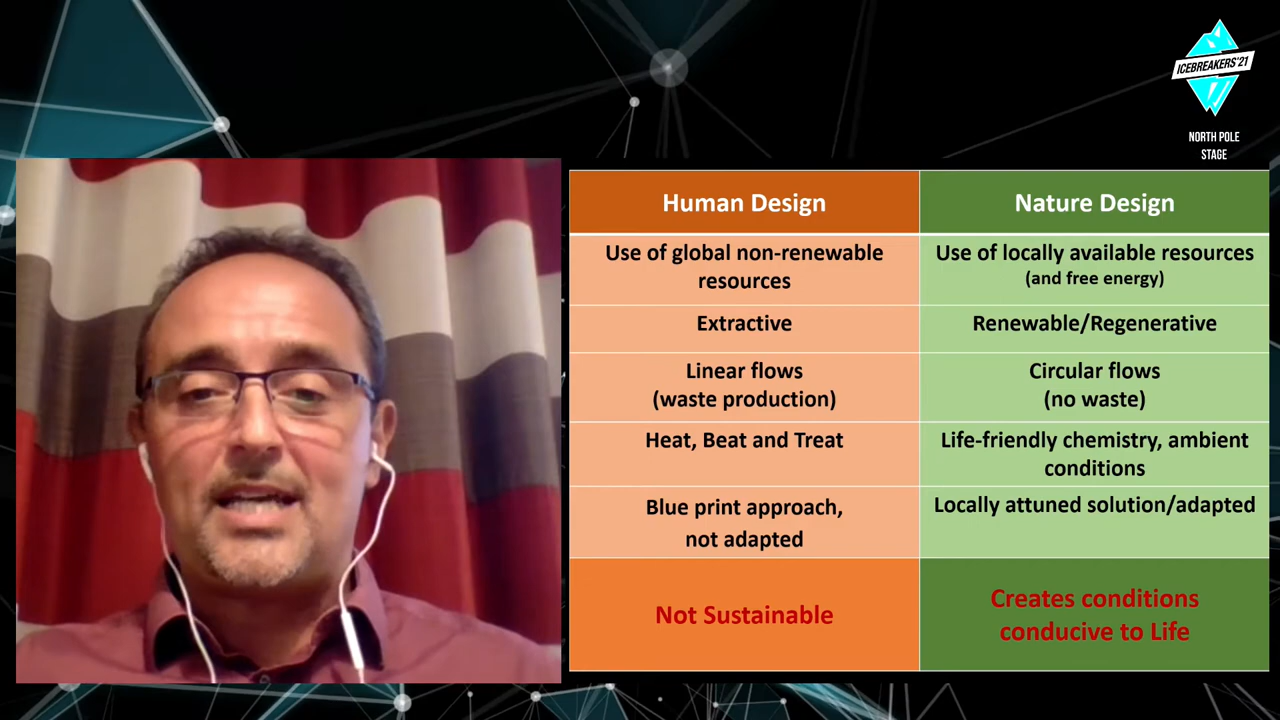 ICEBREAKERS'21
NORTH POLE
STAGE
Human Design
Nature Design
Use of global non-renewable
resources
Use of locally available resources
(and free energy)
Extractive
Renewable/Regenerative
Linear flows
(waste production)
Circular flows
(no waste)
Heat, Beat and Treat
Life-friendly chemistry, ambient
conditions
Blue print approach,
not adapted
Locally attuned solution/adapted
Not Sustainable
Creates conditions
conducive to Life